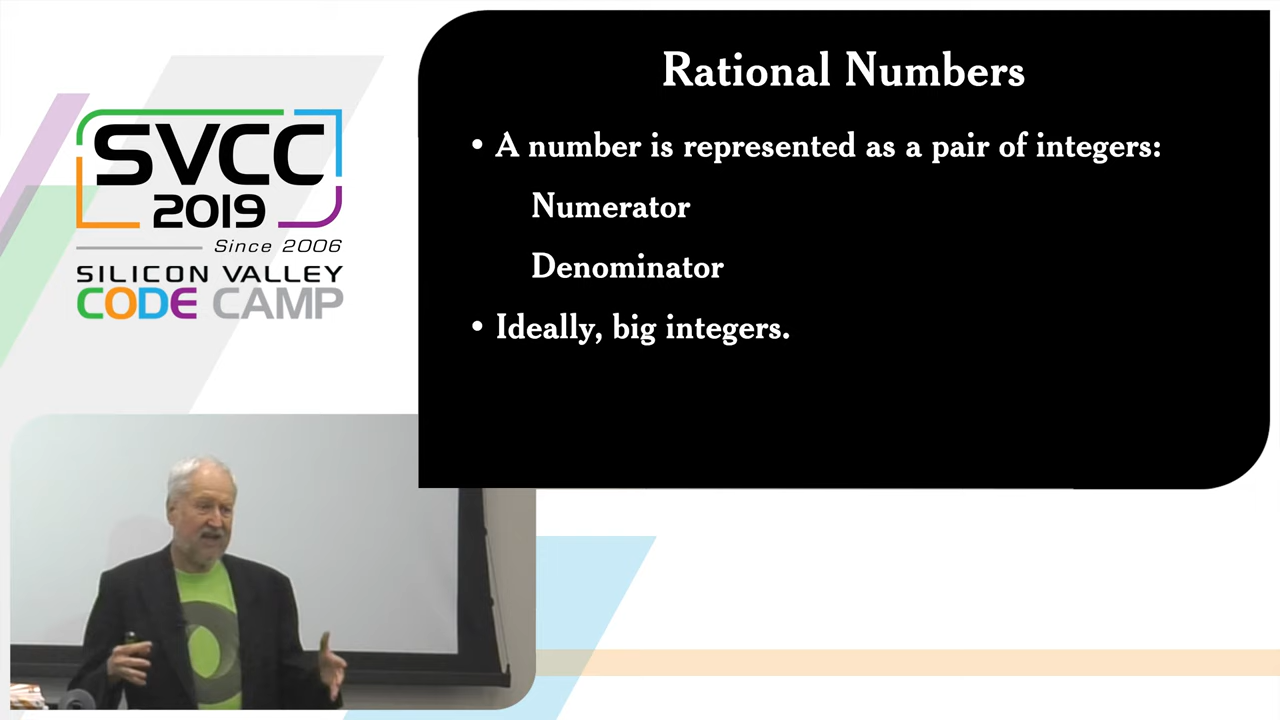 SVCC
2019
Since 2006
SILICON VALLEY
CODE CAMP
Rational Numbers
• A number is represented as a pair of integers:
Numerator
Denominator
• Ideally, big integers.